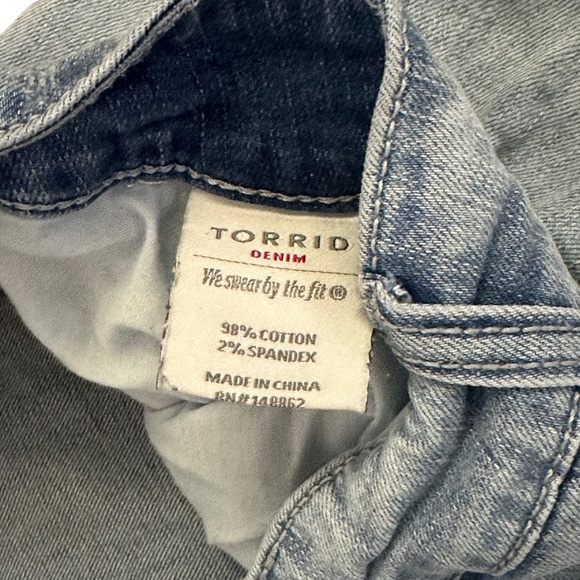 TORRID
DENIM
We swear by the fit ®
98% COTTON
2% SPANDEX
MADE IN CHINA
RN# 148862